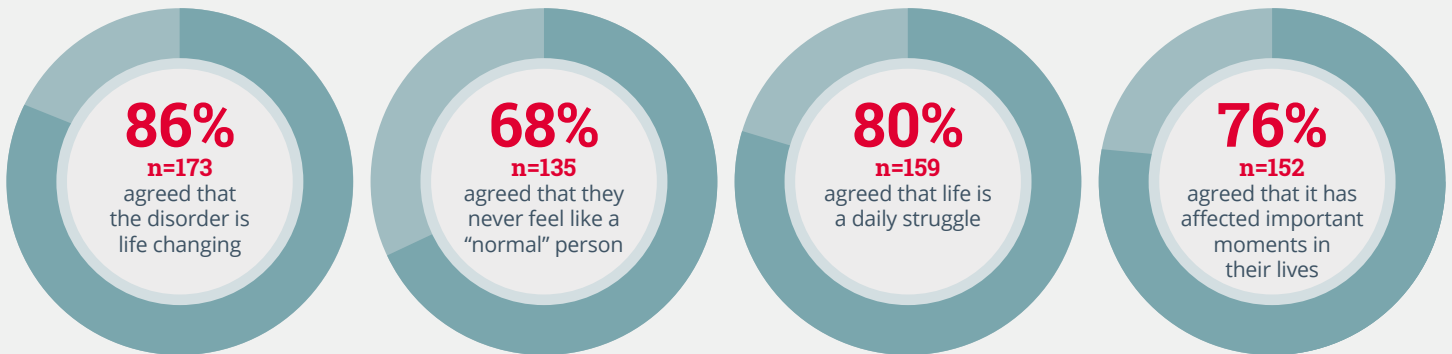 86%
n=173
agreed that
the disorder is
life changing
68%
n=135
agreed that they
never feel like a
“normal” person
80%
n=159
agreed that life is
a daily struggle
76%
n=152
agreed that it has
affected important
moments in
their lives